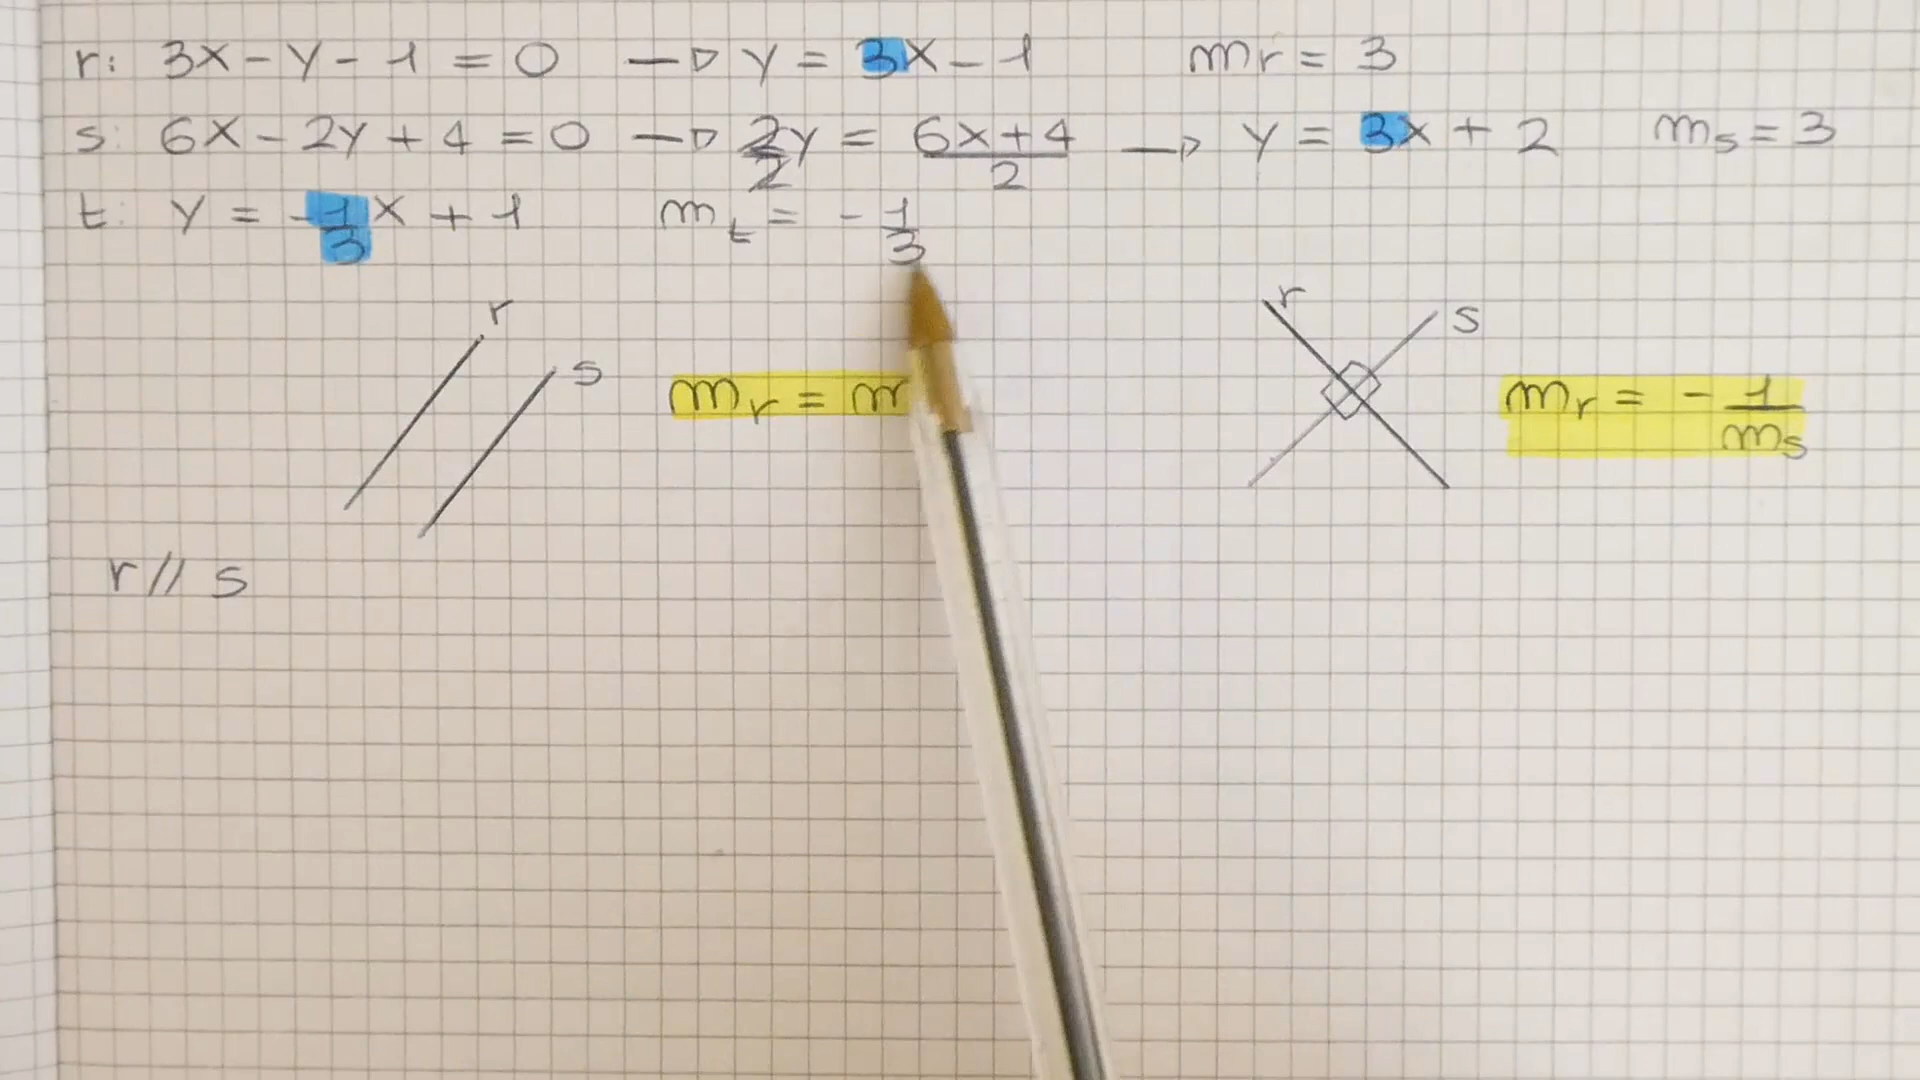 r: 3x - y - 1 = 0 → y = 3x - 1 mr = 3
s: 6x - 2y + 4 = 0 → 2y/2 = (6x+4)/2 → y = 3x + 2 ms = 3
t: y = -1/3x + 1 mt = -1/3
r
s
mr = m
r
s
mr = -1/ms
r // s